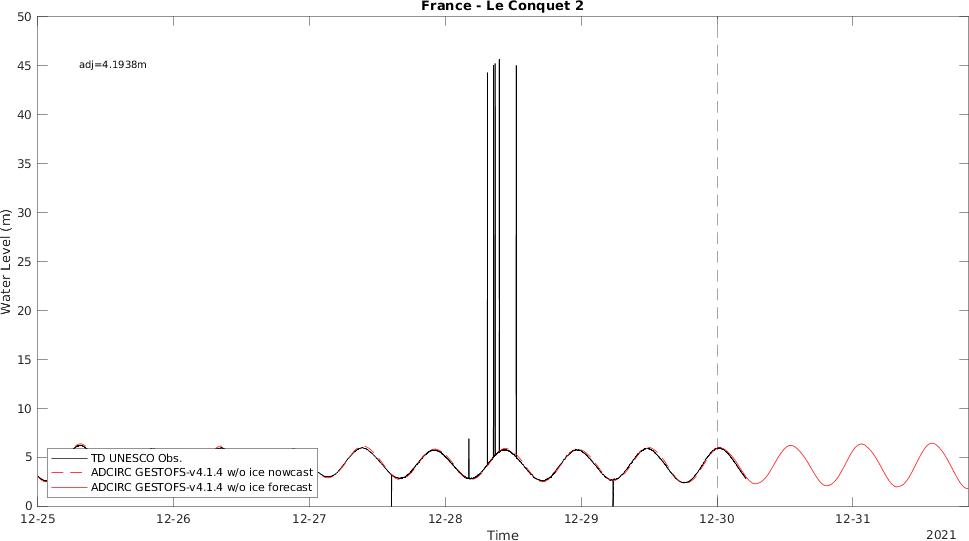 France - Le Conquet 2
adj=4.1938m
50
45
40
35
30
25
20
15
10
5
0
Water Level (m)
TD UNESCO Obs.
ADCIRC GESTOFS-v4.1.4 w/o ice nowcast
ADCIRC GESTOFS-v4.1.4 w/o ice forecast
12-25 12-26 12-27 12-28 12-29 12-30 12-31
Time
2021